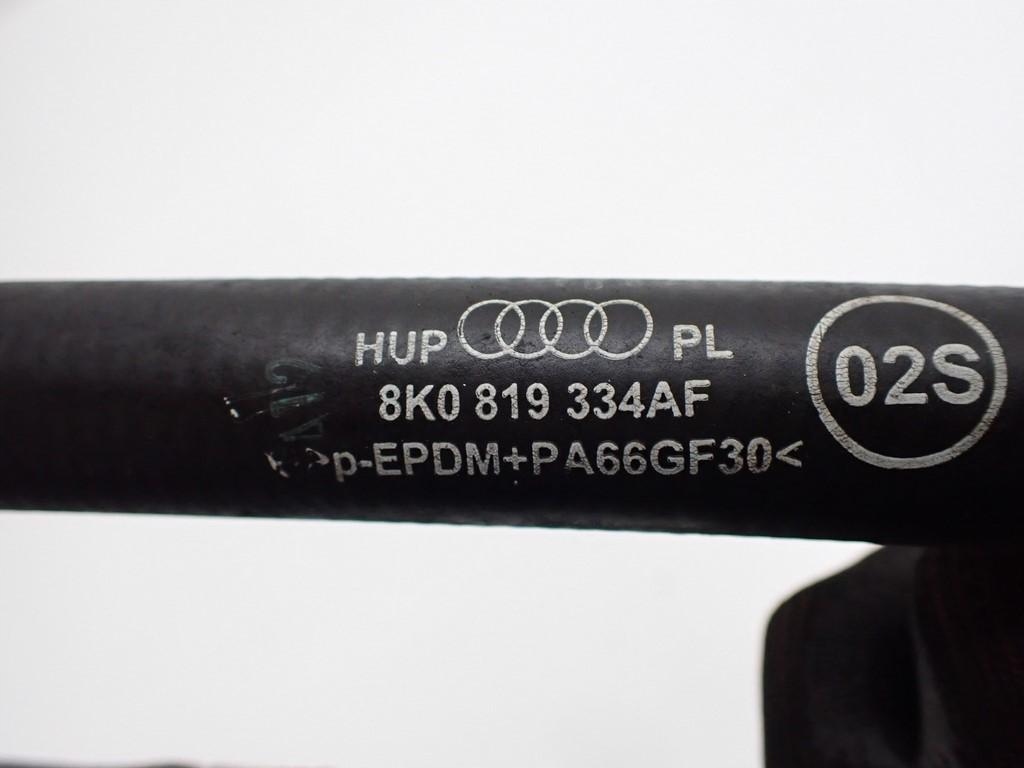 HUP PL
8K0 819 334AF
>p-EPDM+PA66GF30<
02S